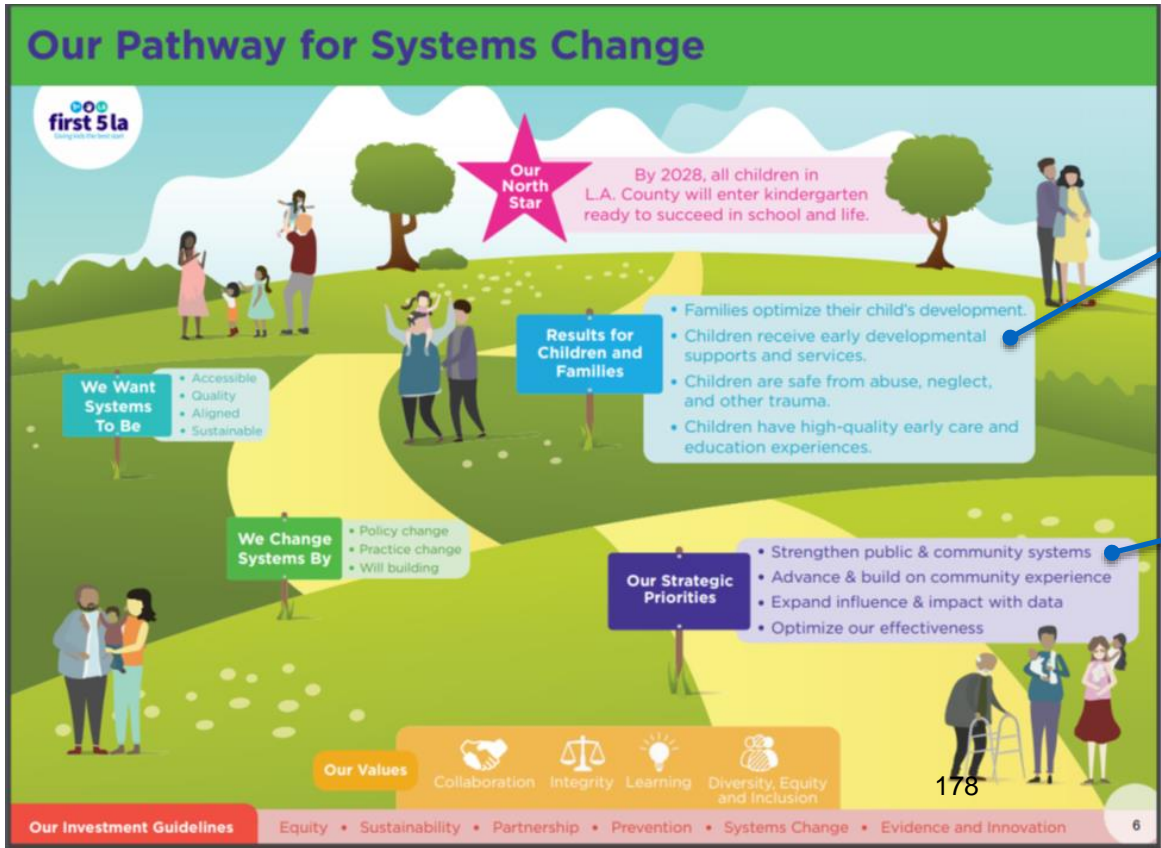 Our Pathway for Systems Change
first 5 la
Giving kids the best start
Our
North
Star
By 2028, all children in
L.A. County will enter kindergarten
ready to succeed in school and life.
Results for
Children and
Families
• Families optimize their child's development.
• Children receive early developmental
supports and services.
• Children are safe from abuse, neglect,
and other trauma.
• Children have high-quality early care and
education experiences.
We Want
Systems
To Be
• Accessible
• Quality
• Aligned
• Sustainable
We Change
Systems By
• Policy change
• Practice change
• Will building
Our Strategic
Priorities
• Strengthen public & community systems
• Advance & build on community experience
• Expand influence & impact with data
• Optimize our effectiveness
Our Values
Collaboration
Integrity
Learning
Diversity, Equity
and Inclusion
178
Our Investment Guidelines
Equity • Sustainability • Partnership • Prevention • Systems Change • Evidence and Innovation
6